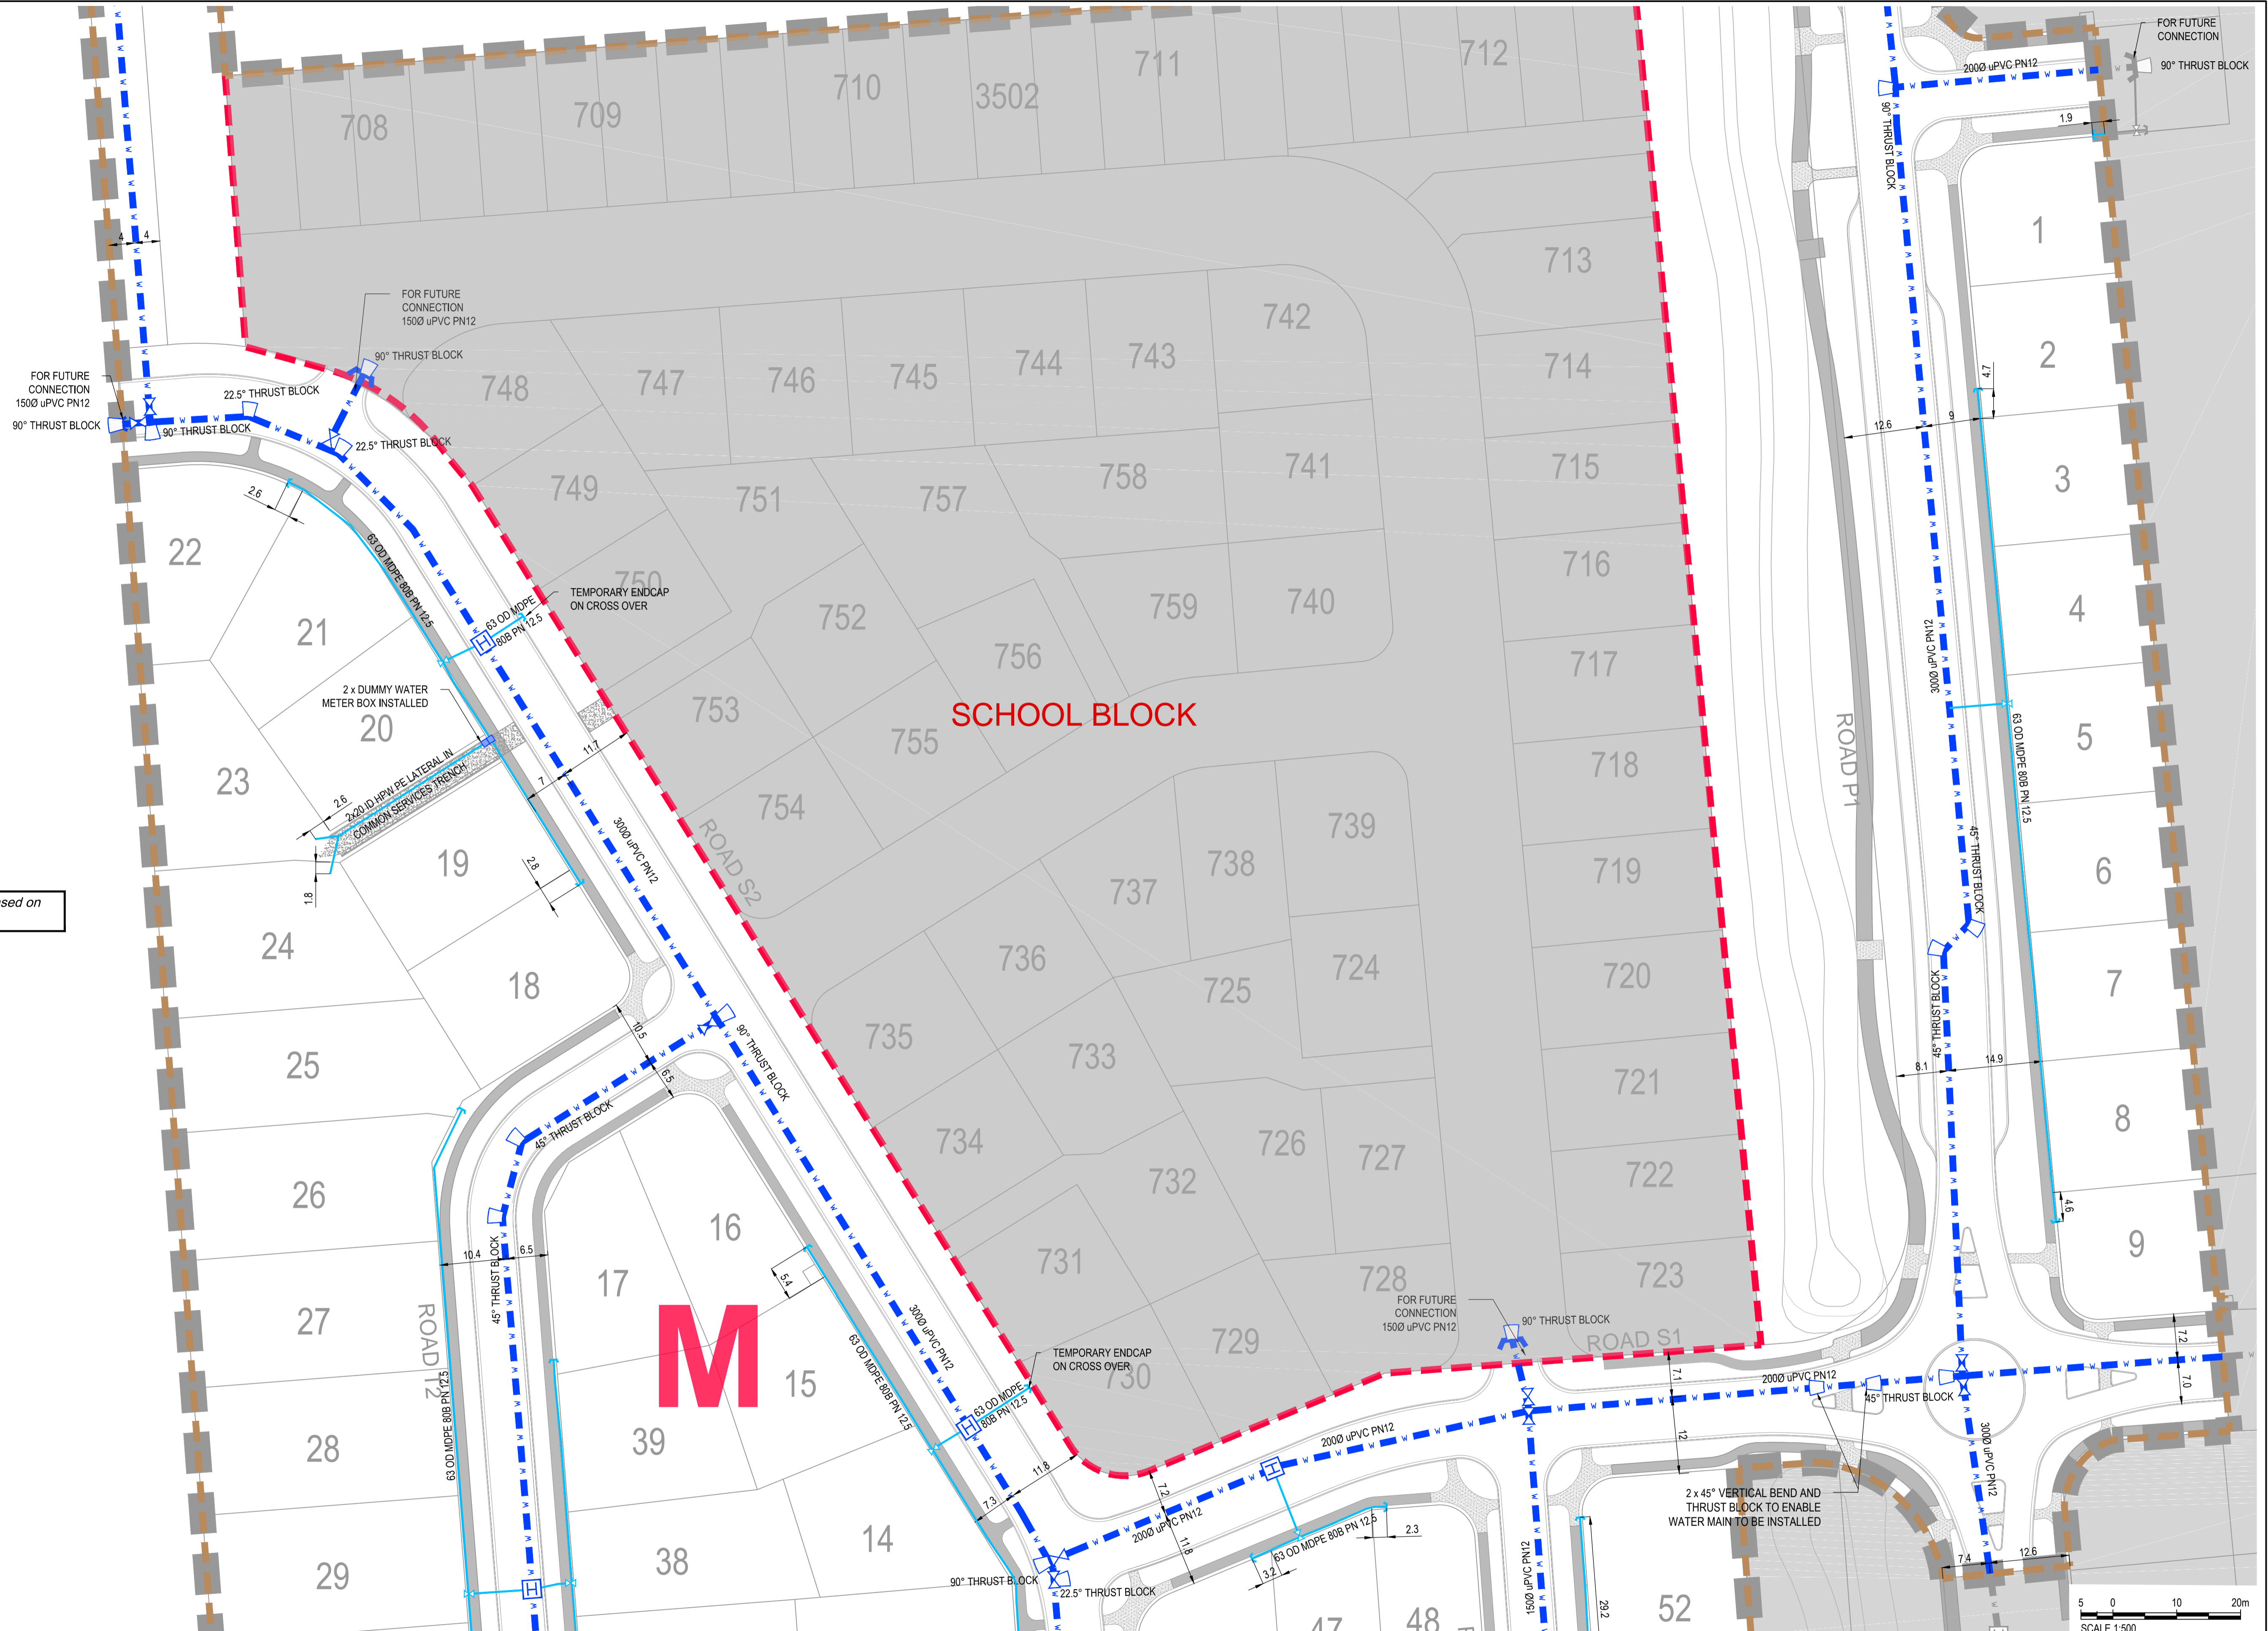 FOR FUTURE
CONNECTION
90° THRUST BLOCK
200Ø uPVC PN12
90° THRUST BLOCK
1.9
711
712
710
3502
709
708
1
713
4
4
742
2
714
743
744
745
746
747
748
FOR FUTURE
CONNECTION
150Ø uPVC PN12
90° THRUST BLOCK
FOR FUTURE
CONNECTION
150Ø uPVC PN12
90° THRUST BLOCK
22.5° THRUST BLOCK
90° THRUST BLOCK
22.5° THRUST BLOCK
4.7
12.6
9
3
715
741
758
757
751
749
2.6
22
63 OD MDPE 80B PN 12.5
716
740
759
750
4
752
756
21
63 OD MDPE
80B PN 12.5
TEMPORARY ENDCAP
ON CROSS OVER
300Ø uPVC PN12
717
753
755
SCHOOL BLOCK
2 x DUMMY WATER
METER BOX INSTALLED
20
23
5
ROAD P1
63 OD MDPE 80B PN 12.5
718
11.7
7
2.6
2x20 ID HPW PE LATERAL IN
COMMON SERVICES TRENCH
754
739
738
737
719
6
45° THRUST BLOCK
300Ø uPVC PN12
ROAD S2
19
2.8
1.8
sed on
24
18
736
724
725
720
7
735
733
10.5
90° THRUST BLOCK
6.5
45° THRUST BLOCK
25
45° THRUST BLOCK
8.1
14.9
721
8
734
726
727
732
722
26
16
4.6
9
731
728
723
10.4
6.5
45° THRUST BLOCK
17
5.4
M
27
ROAD T2
300Ø uPVC PN12
63 OD MDPE 80B PN 12.5
FOR FUTURE
CONNECTION
150Ø uPVC PN12
90° THRUST BLOCK
ROAD S1
729
730
TEMPORARY ENDCAP
ON CROSS OVER
63 OD MDPE
80B PN 12.5
7.1
200Ø uPVC PN12
45° THRUST BLOCK
7.2
7.0
15
39
28
63 OD MDPE 80B PN 12.5
200Ø uPVC PN12
12
300Ø uPVC PN12
11.8
7.3
7.2
200Ø uPVC PN12
11.8
2 x 45° VERTICAL BEND AND
THRUST BLOCK TO ENABLE
WATER MAIN TO BE INSTALLED
14
38
29
63 OD MDPE 80B PN 12.5
2.3
3.2
90° THRUST BLOCK
22.5° THRUST BLOCK
150Ø uPVC PN12
29.2
7.4
12.6
47
48
52
5 0 10 20m
SCALE 1:500